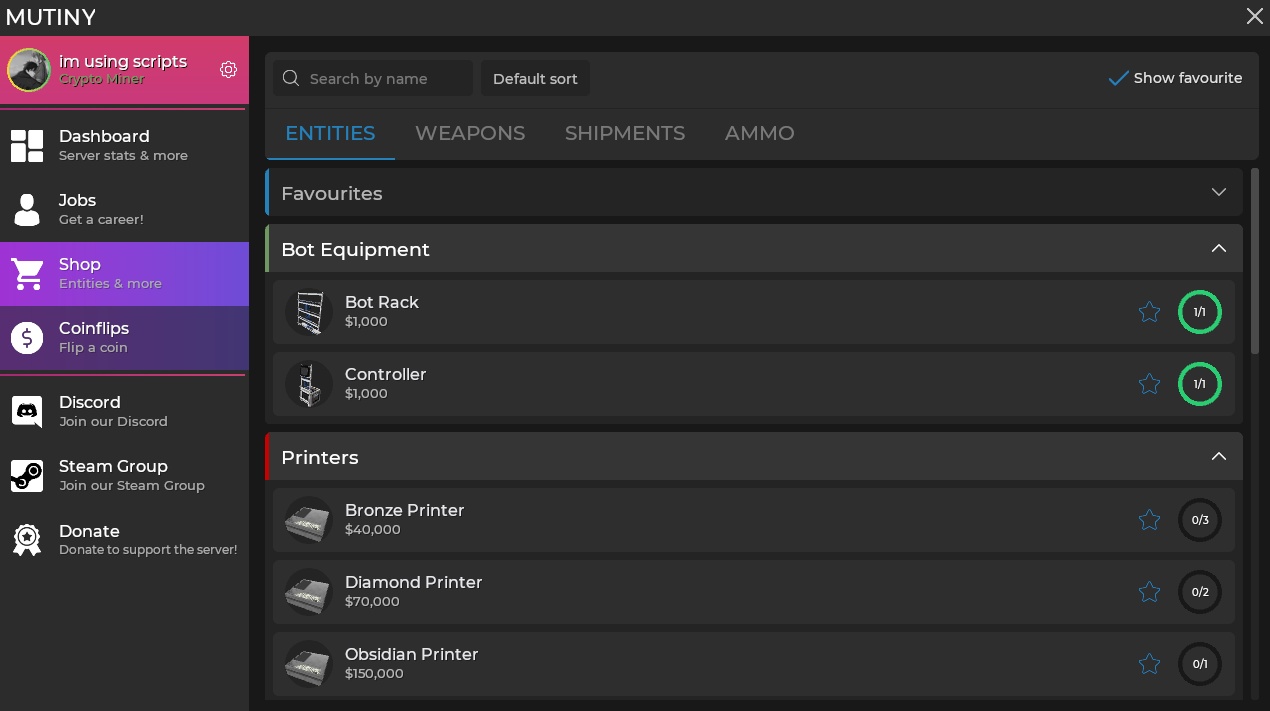 MUTINY
im using scripts
Crypto Miner
Dashboard
Server stats & more
Jobs
Get a career!
Shop
Entities & more
Coinflips
Flip a coin
Discord
Join our Discord
Steam Group
Join our Steam Group
Donate
Donate to support the server!
Search by name
Default sort
Show favourite
ENTITIES
WEAPONS
SHIPMENTS
AMMO
Favourites
Bot Equipment
Bot Rack
$1,000
1/1
Controller
$1,000
1/1
Printers
Bronze Printer
$40,000
0/3
Diamond Printer
$70,000
0/2
Obsidian Printer
$150,000
0/1